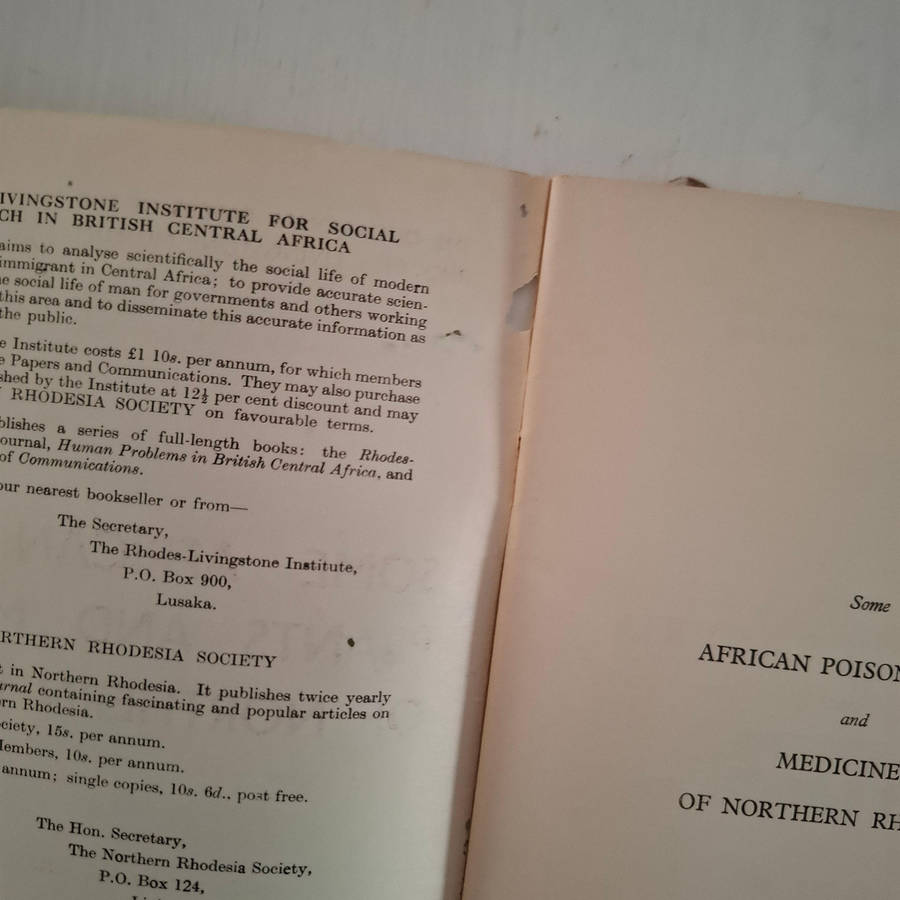 IVINGSTONE INSTITUTE FOR SOCIAL
CH IN BRITISH CENTRAL AFRICA
aims to analyse scientifically the social life of modern
immigrant in Central Africa; to provide accurate scien-
e social life of man for governments and others working
this area and to disseminate this accurate information as
the public.
e Institute costs £1 10s. per annum, for which members
e Papers and Communications. They may also purchase
shed by the Institute at 12½ per cent discount and may
RHODESIA SOCIETY on favourable terms.
blishes a series of full-length books: the Rhodes-
ournal, Human Problems in British Central Africa, and
of Communications.
our nearest bookseller or from—
The Secretary,
The Rhodes-Livingstone Institute,
P.O. Box 900,
Lusaka.
RTHERN RHODESIA SOCIETY
t in Northern Rhodesia. It publishes twice yearly
rnal containing fascinating and popular articles on
rn Rhodesia.
ciety, 15s. per annum.
Members, 10s. per annum.
annum; single copies, 10s. 6d., post free.
The Hon. Secretary,
The Northern Rhodesia Society,
P.O. Box 124,
Some
AFRICAN POISON
and
MEDICINE
OF NORTHERN RH